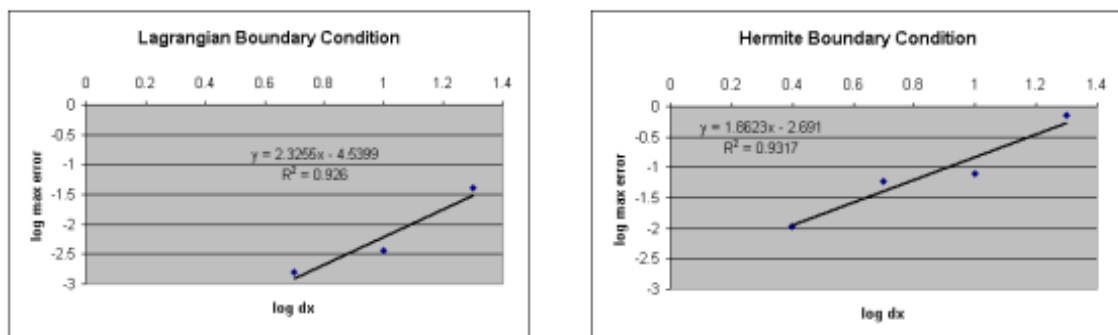 Lagrangian Boundary Condition
0 0.2 0.4 0.6 0.8 1 1.2 1.4
0
-0.5
-1
-1.5
-2
-2.5
-3
y = 2.3255x - 4.5399
R² = 0.926
log max error
log dx
Hermite Boundary Condition
0 0.2 0.4 0.6 0.8 1 1.2 1.4
0
-0.5
-1
-1.5
-2
-2.5
-3
y = 1.8623x - 2.691
R² = 0.9317
log max error
log dx